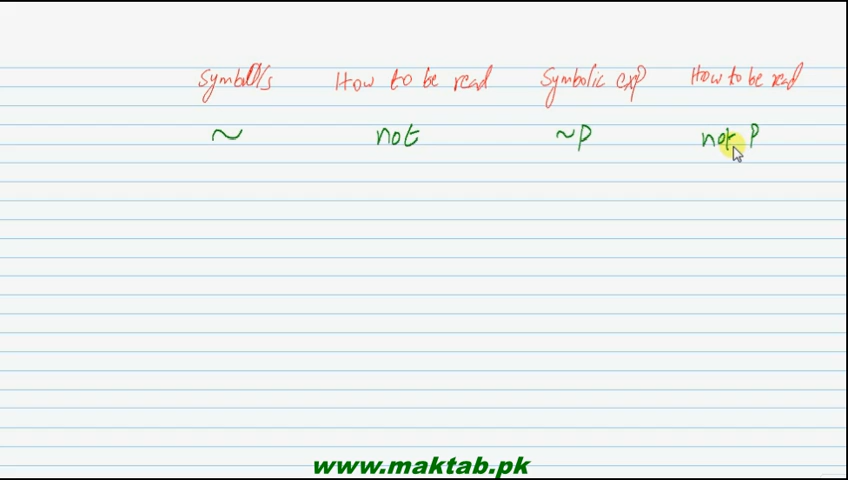 Symbols How to be read Symbolic exp How to be read
~ not ~p not p
www.maktab.pk